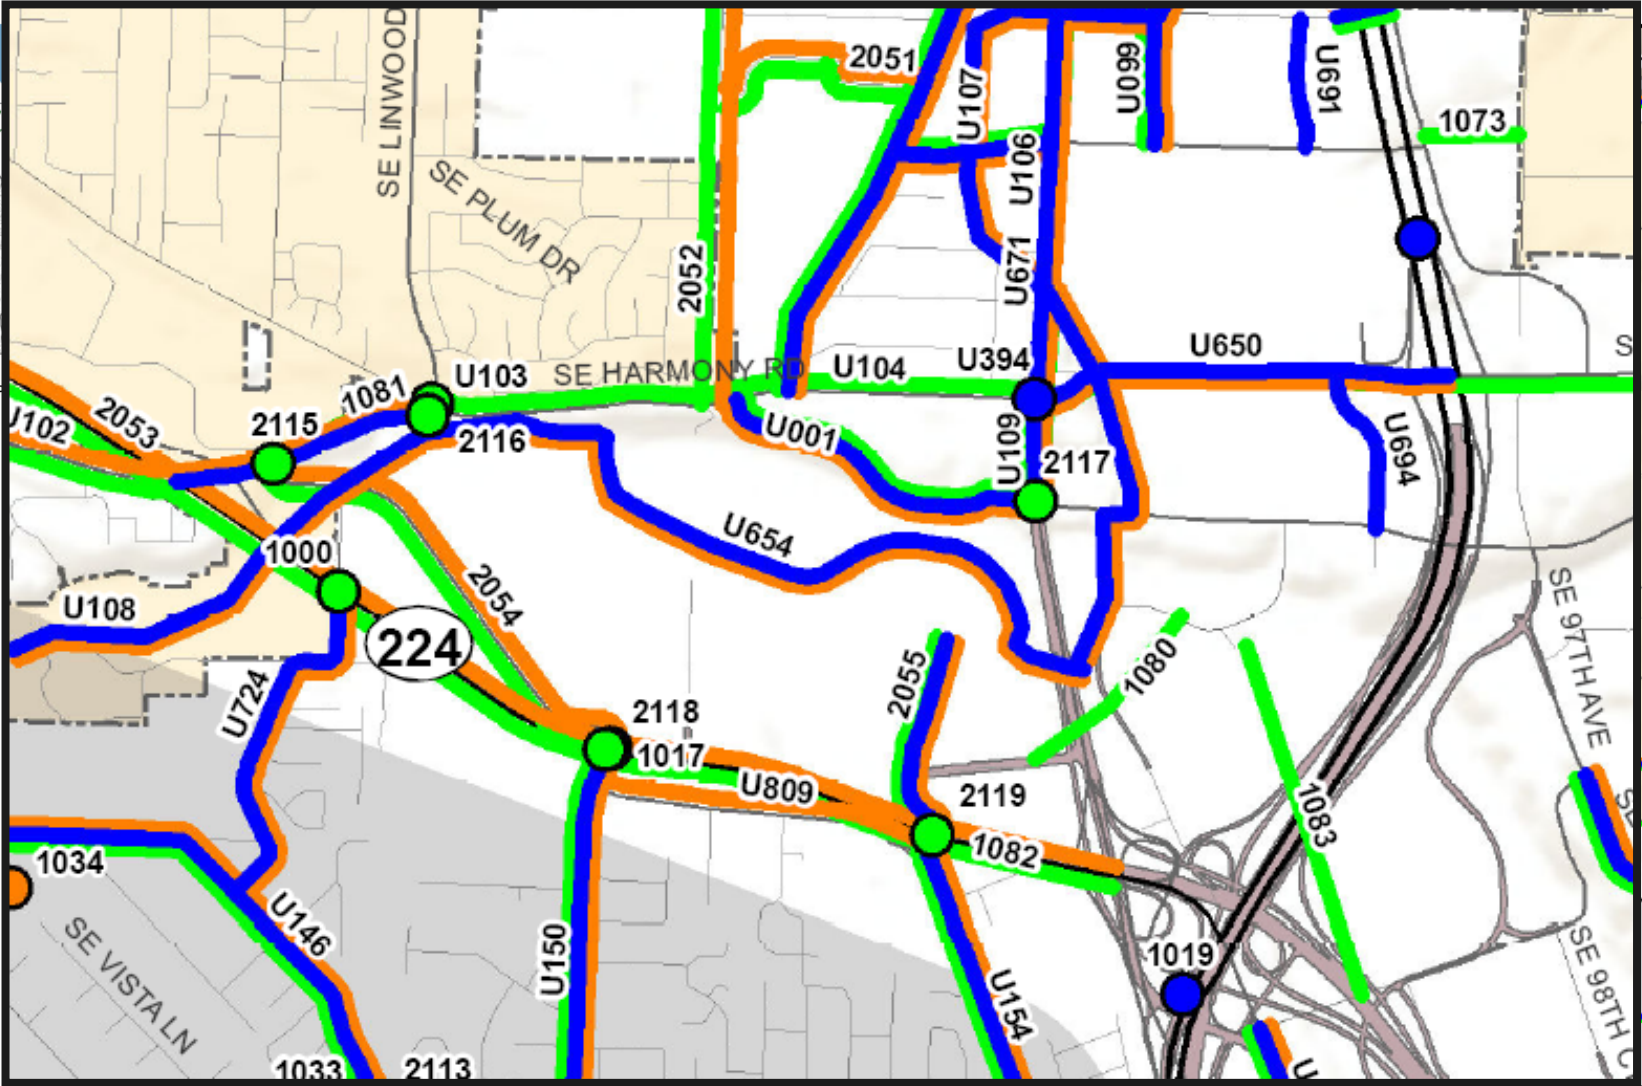 SE LINWOOD
2051
U107
U099
U691
1073
SE PLUM DR
U106
2052
U671
SE HARMONY RD
U103
U104
U394
U650
1081
2053
2115
U102
2116
U001
U109
2117
U694
U654
1000
2054
U108
224
SE 97TH AVE
U724
2055
1080
2118
1017
U809
2119
1082
1083
1034
U146
SE VISTA LN
U150
U154
1019
SE 98TH C
1033
2113